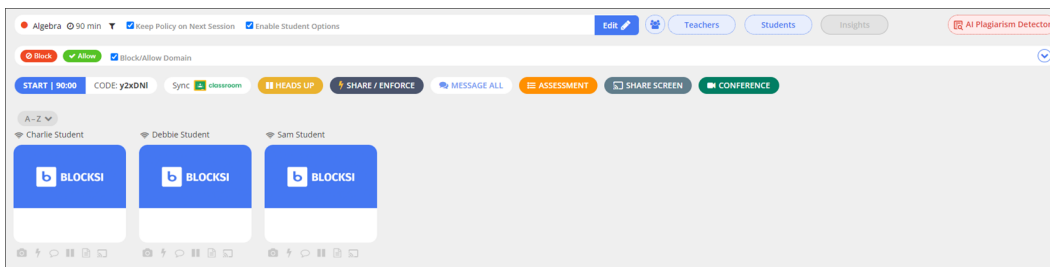 Algebra 90 min Keep Policy on Next Session Enable Student Options Edit Teachers Students Insights AI Plagiarism Detector
Block Allow Block/Allow Domain
START | 90:00 CODE: y2xDNl Sync classroom HEADS UP SHARE / ENFORCE MESSAGE ALL ASSESSMENT SHARE SCREEN CONFERENCE
A-Z
Charlie Student Debbie Student Sam Student
b BLOCKSI b BLOCKSI b BLOCKSI